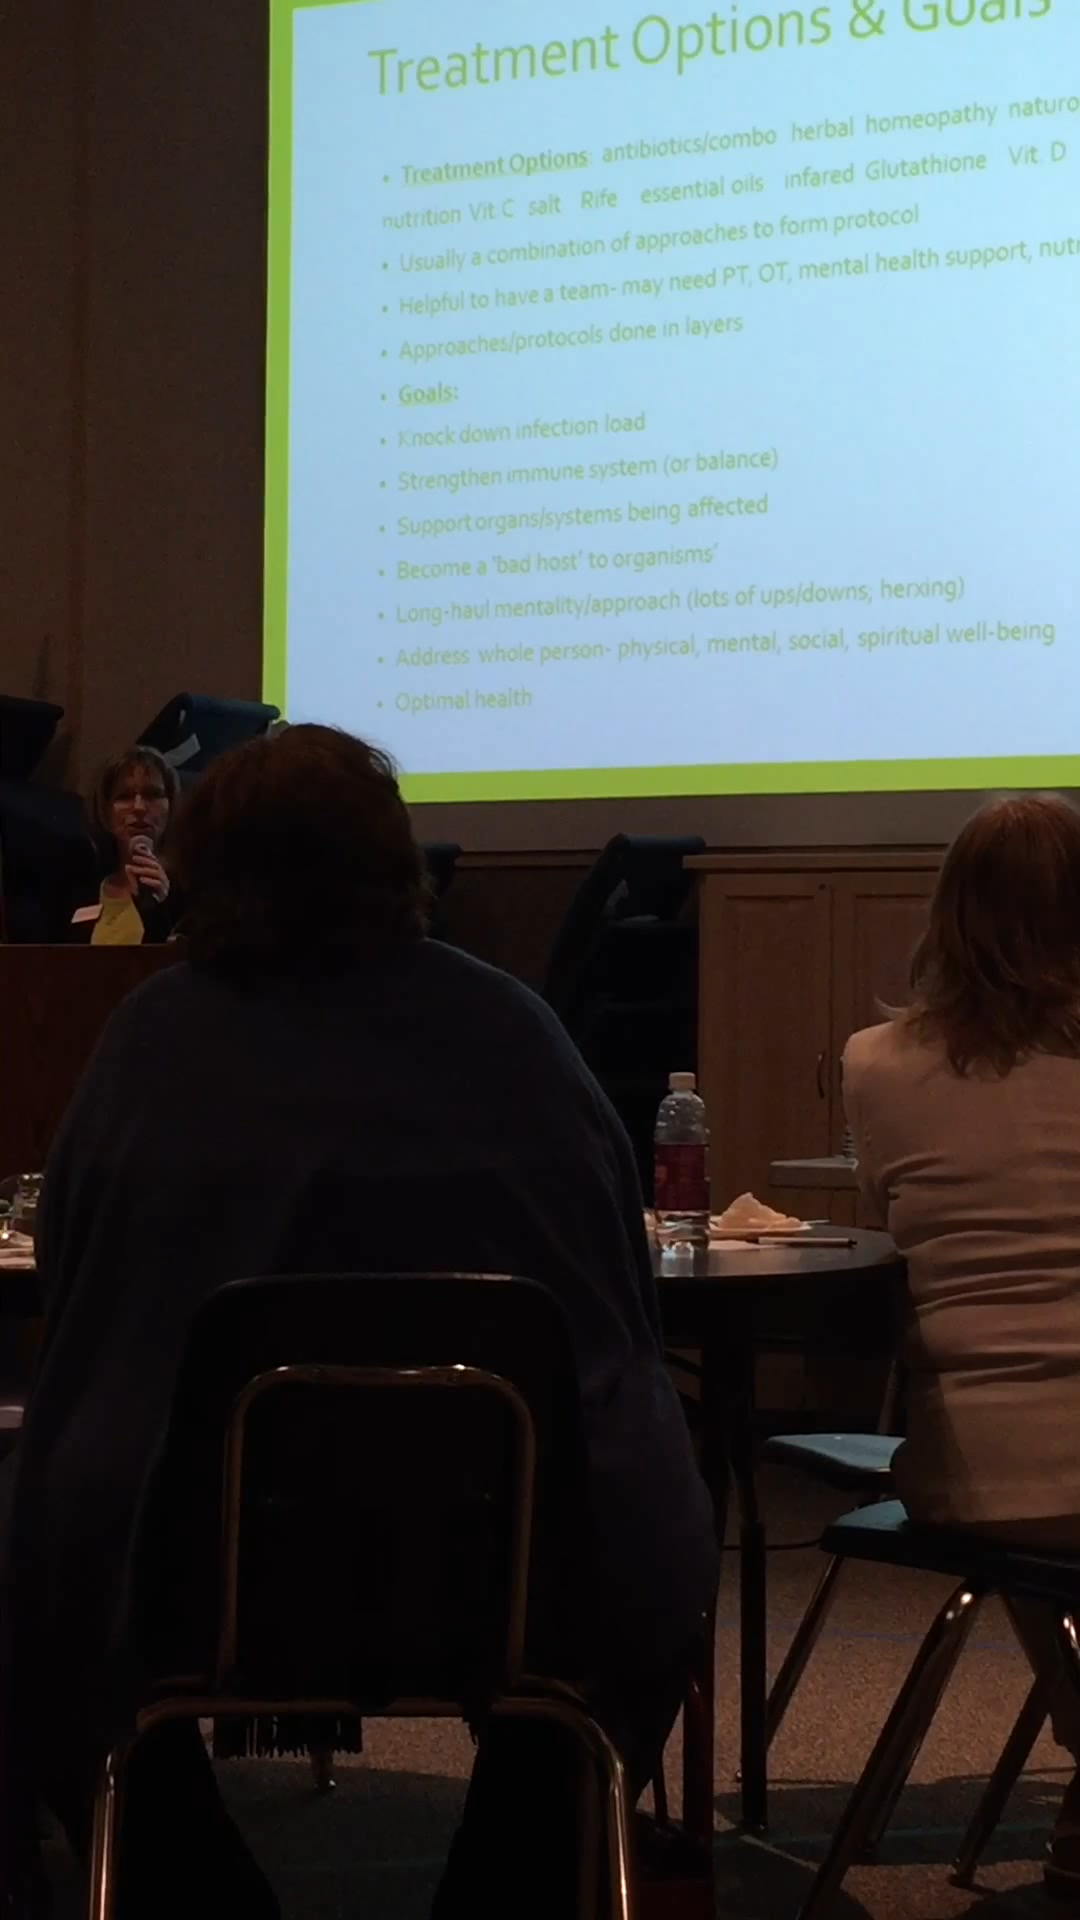 Treatment Options & Goals
• Treatment Options: antibiotics/combo herbal homeopathy naturo
nutrition Vit C salt Rife essential oils infared Glutathione Vit. D
• Usually a combination of approaches to form protocol
• Helpful to have a team- may need PT, OT, mental health support, nutr
• Approaches/protocols done in layers
• Goals:
• Knock down infection load
• Strengthen immune system (or balance)
• Support organs/systems being affected
• Become a 'bad host' to organisms'
• Long-haul mentality/approach (lots of ups/downs; herxing)
• Address whole person- physical, mental, social, spiritual well-being
• Optimal health